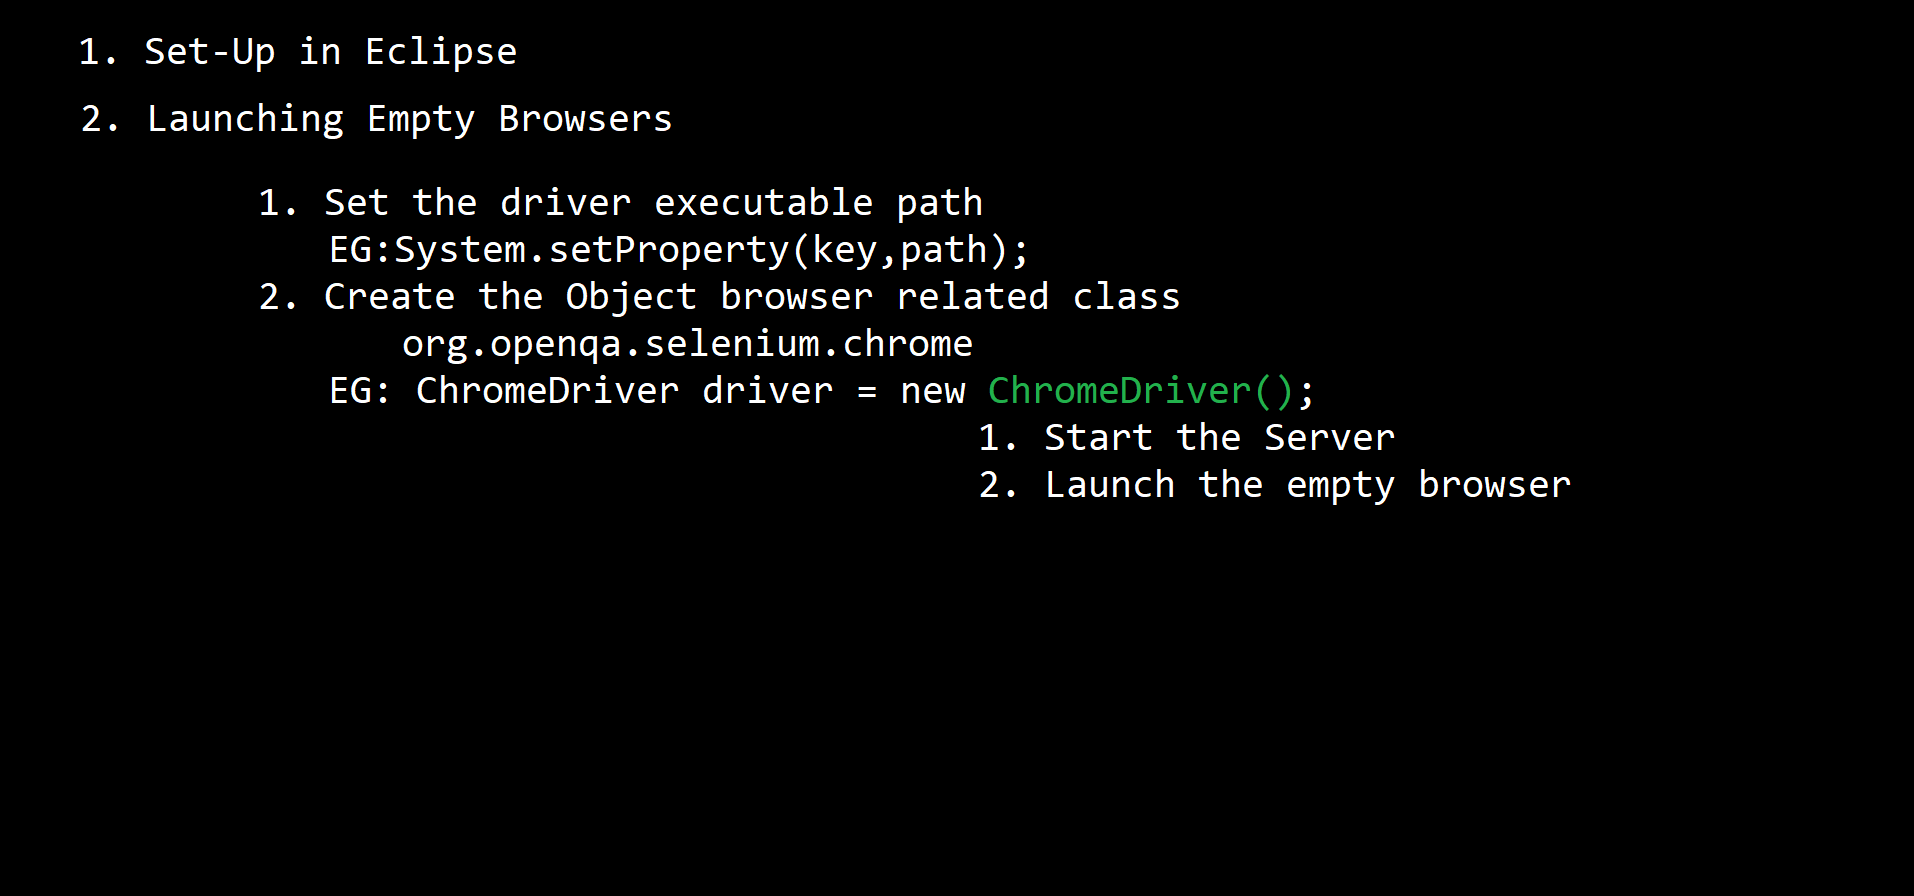 1. Set-Up in Eclipse
2. Launching Empty Browsers
1. Set the driver executable path
EG:System.setProperty(key,path);
2. Create the Object browser related class
org.openqa.selenium.chrome
EG: ChromeDriver driver = new ChromeDriver();
1. Start the Server
2. Launch the empty browser